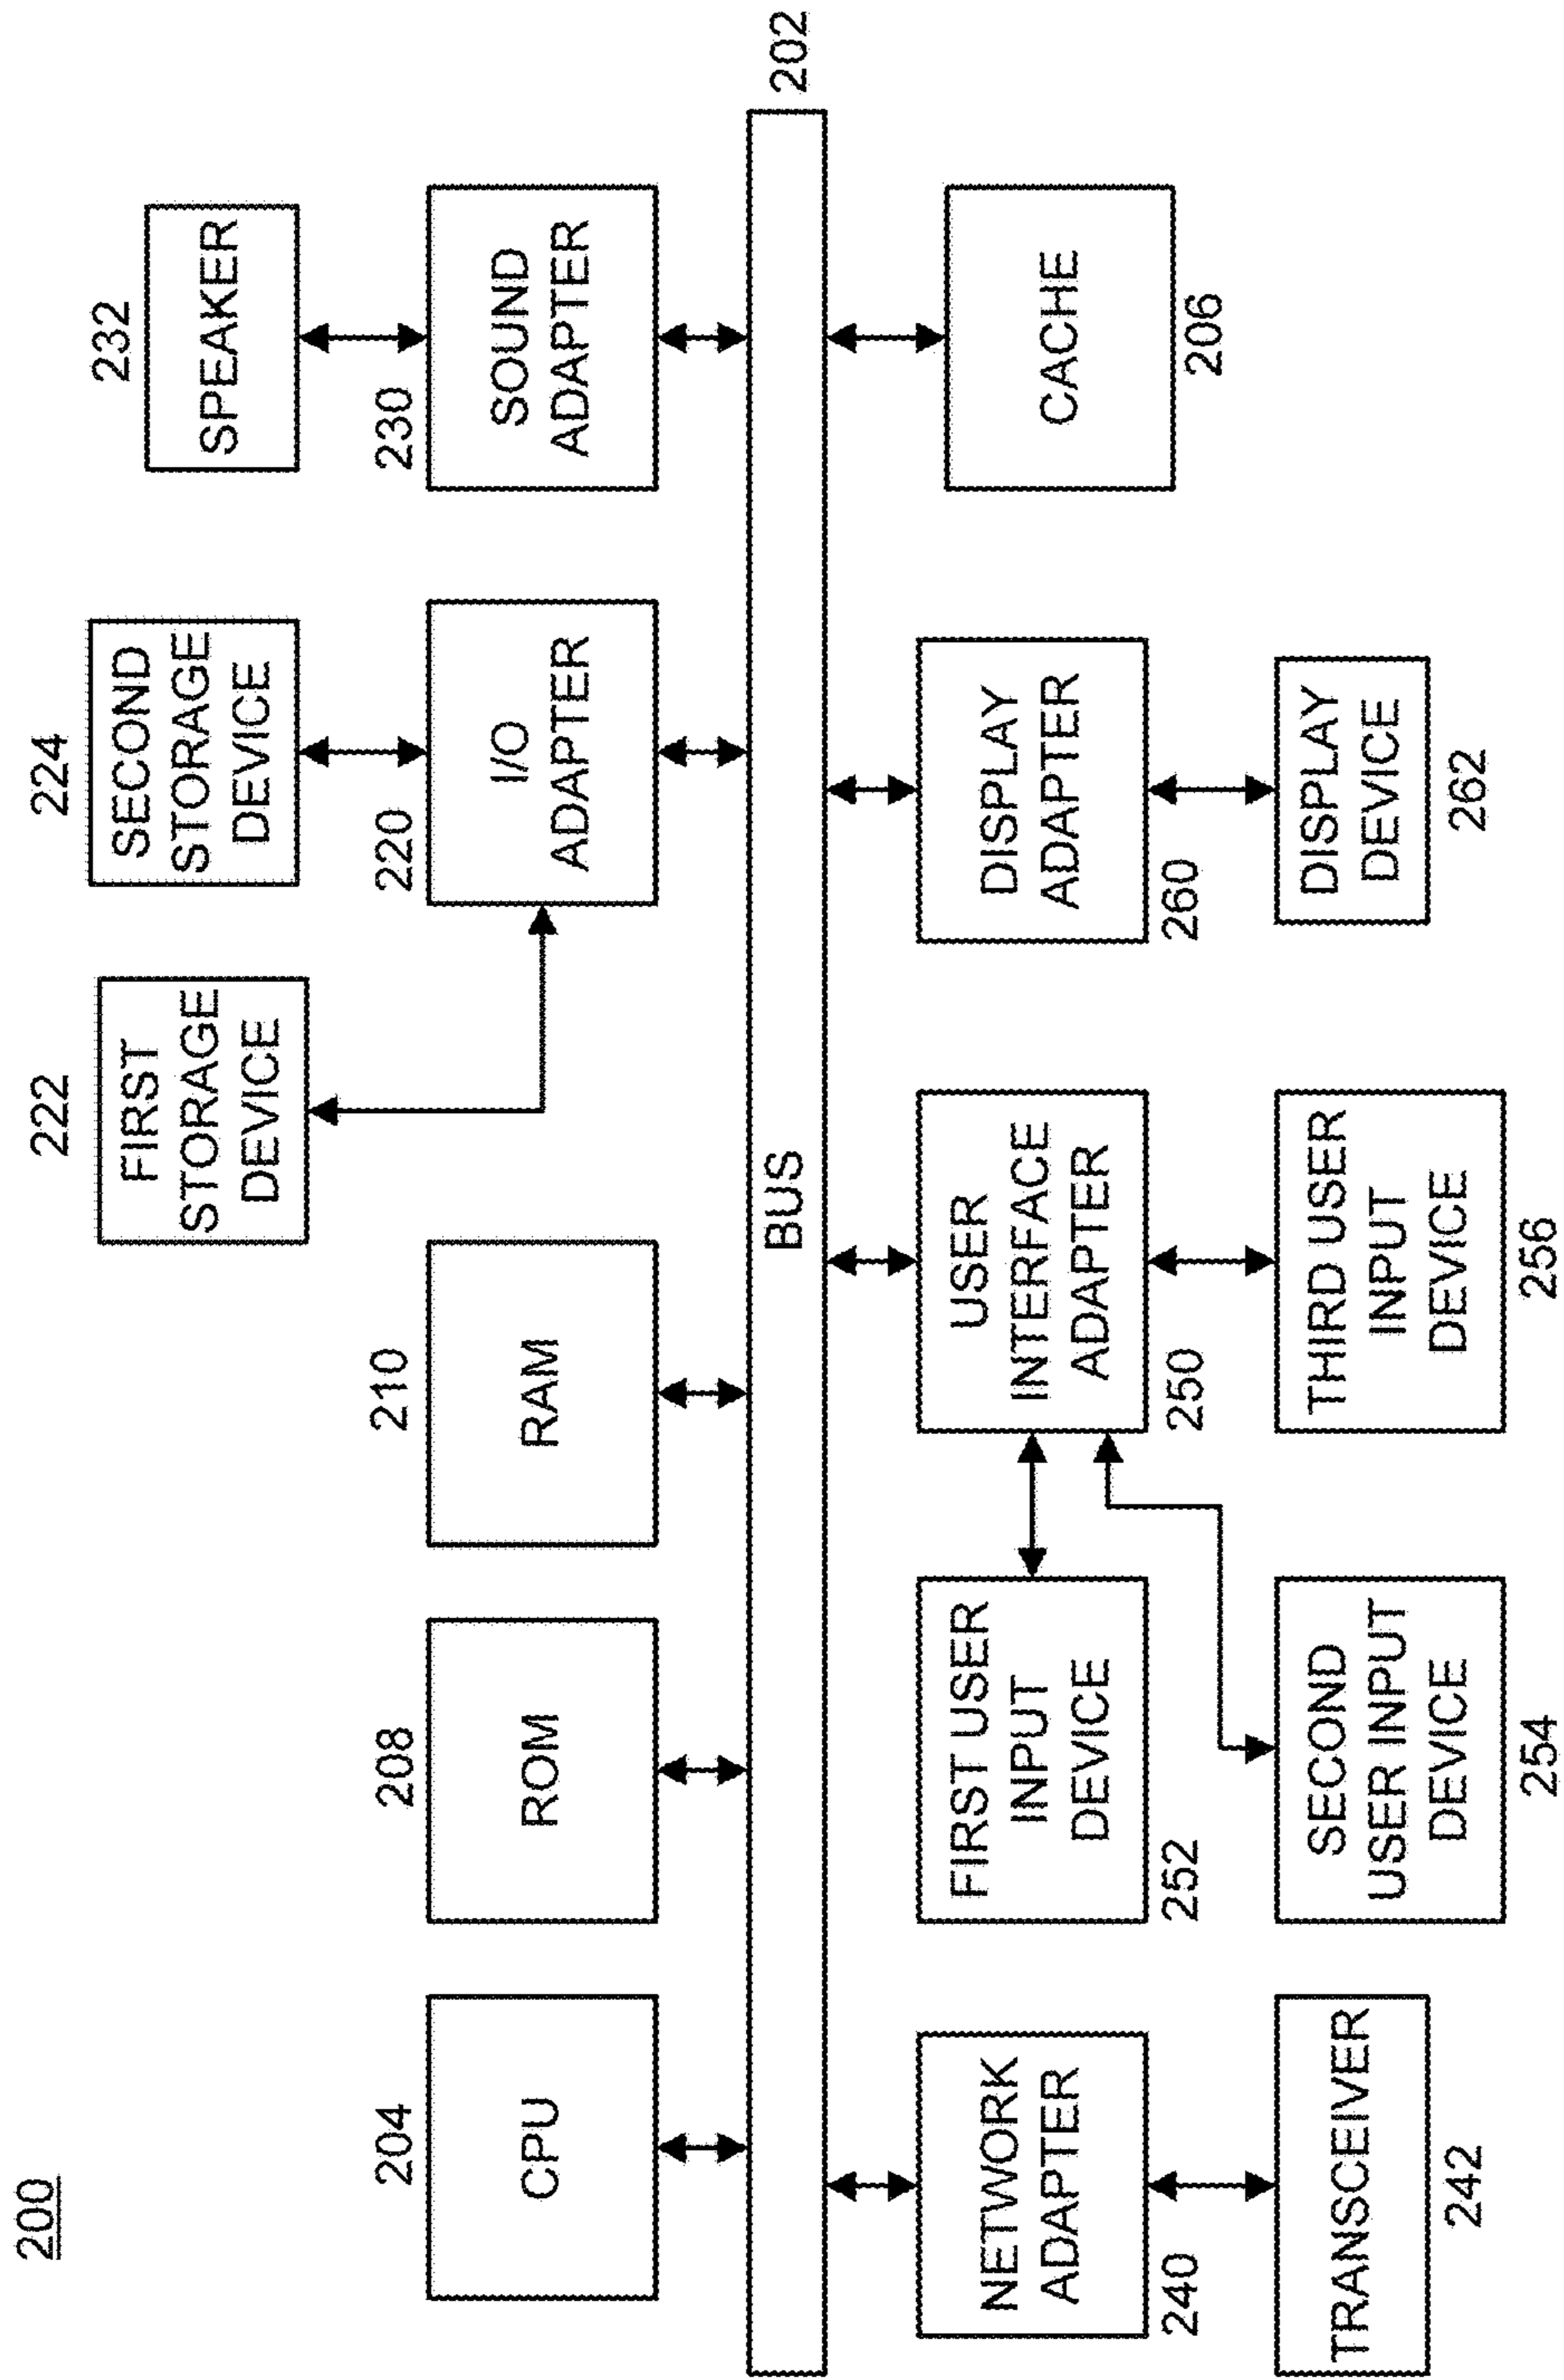 200
222
224
232
FIRST
STORAGE
DEVICE
SECOND
STORAGE
DEVICE
SPEAKER
204
208
210
220
230
CPU
ROM
RAM
I/O
ADAPTER
SOUND
ADAPTER
BUS
202
NETWORK
ADAPTER
FIRST USER
INPUT
DEVICE
USER
INTERFACE
ADAPTER
DISPLAY
ADAPTER
CACHE
240
252
250
260
206
TRANSCEIVER
SECOND
USER INPUT
DEVICE
THIRD USER
INPUT
DEVICE
DISPLAY
DEVICE
242
254
256
262